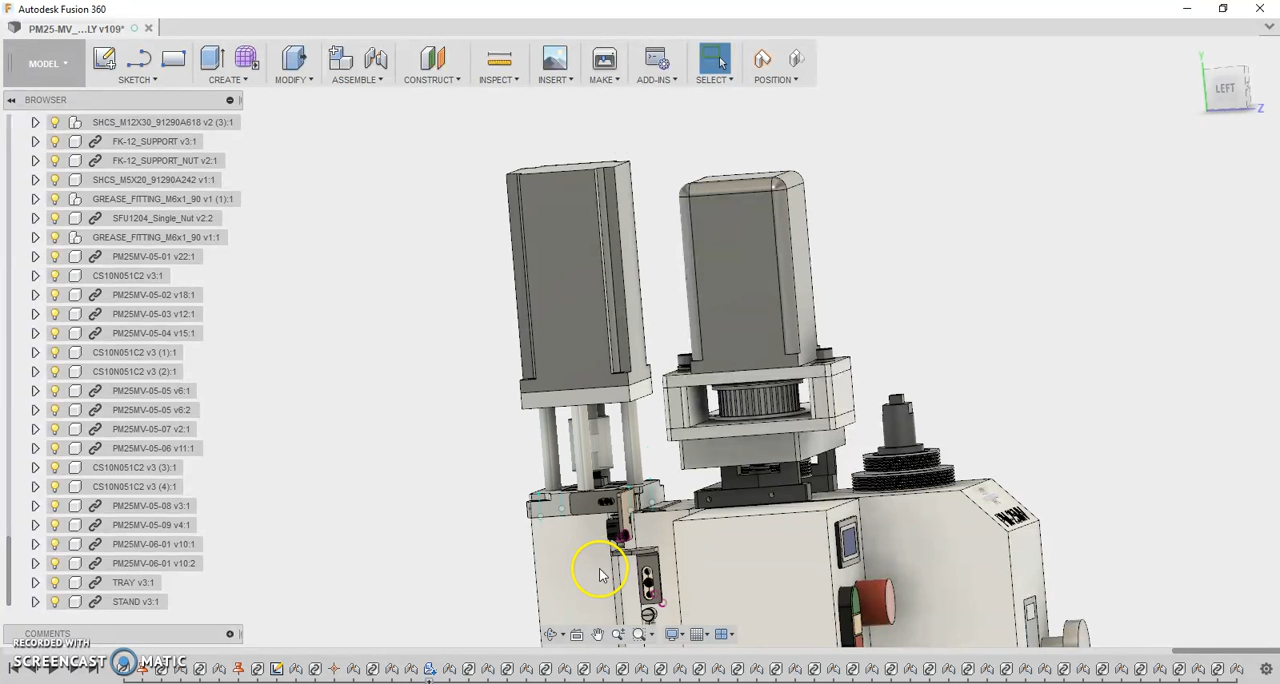 Autodesk Fusion 360
PM25-MV_...LY v109*
MODEL
SKETCH
CREATE
MODIFY
ASSEMBLE
CONSTRUCT
INSPECT
INSERT
MAKE
ADD-INS
SELECT
POSITION
Y
LEFT
Z
BROWSER
SHCS_M12X30_91290A618 v2 (3):1
FK-12_SUPPORT v3:1
FK-12_SUPPORT_NUT v2:1
SHCS_M5X20_91290A242 v1:1
GREASE_FITTING_M6x1_90 v1 (1):1
SFU1204_Single_Nut v2:2
GREASE_FITTING_M6x1_90 v1:1
PM25MV-05-01 v22:1
CS10N051C2 v3:1
PM25MV-05-02 v18:1
PM25MV-05-03 v12:1
PM25MV-05-04 v15:1
CS10N051C2 v3 (1):1
CS10N051C2 v3 (2):1
PM25MV-05-05 v6:1
PM25MV-05-05 v6:2
PM25MV-05-07 v2:1
PM25MV-05-06 v11:1
CS10N051C2 v3 (3):1
CS10N051C2 v3 (4):1
PM25MV-05-08 v3:1
PM25MV-05-09 v4:1
PM25MV-06-01 v10:1
PM25MV-06-01 v10:2
TRAY v3:1
STAND v3:1
COMMENTS
RECORDED WITH
SCREENCAST MATIC